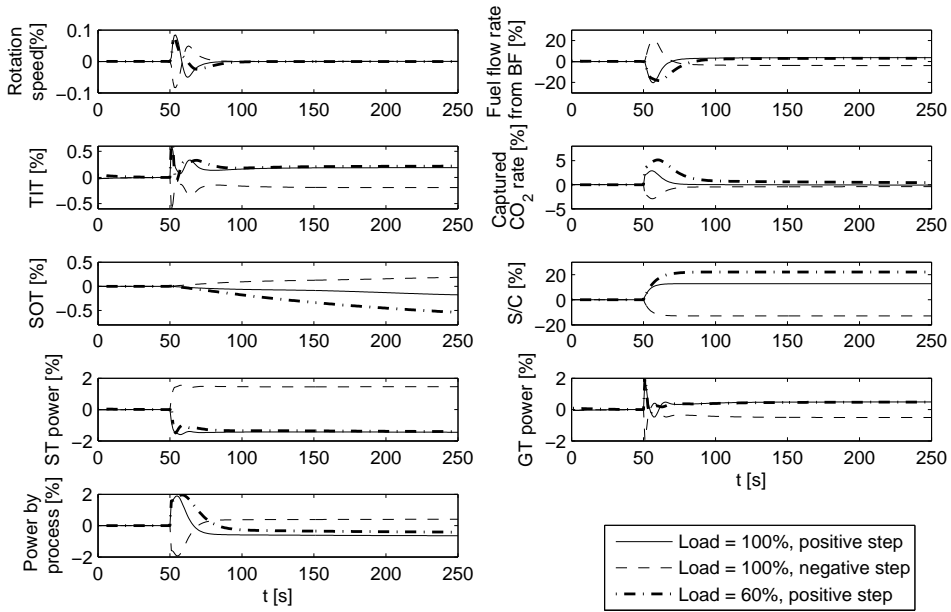 Rotation
speed[%]
0.1
0
−0.1
0 50 100 150 200 250
Fuel flow rate
from BF [%]
20
0
−20
0 50 100 150 200 250
TIT [%]
0.5
0
−0.5
0 50 100 150 200 250
Captured
CO2 rate [%]
5
0
−5
0 50 100 150 200 250
SOT [%]
0.5
0
−0.5
0 50 100 150 200 250
S/C [%]
20
0
−20
0 50 100 150 200 250
ST power [%]
2
0
−2
0 50 100 150 200 250
GT power [%]
2
0
−2
0 50 100 150 200 250
t [s]
Power by
process[%]
2
0
−2
0 50 100 150 200 250
t [s]
Load = 100%, positive step
Load = 100%, negative step
Load = 60%, positive step